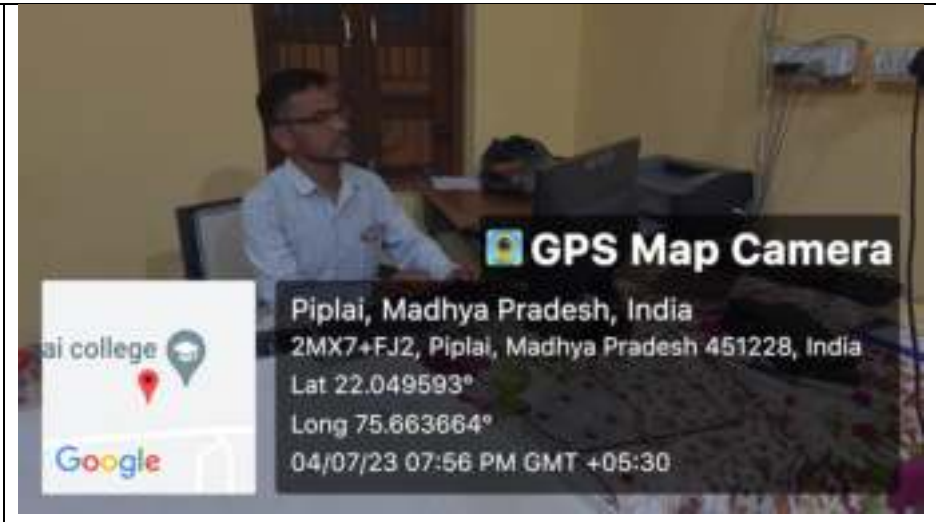 GPS Map Camera
ai college
Google
Piplai, Madhya Pradesh, India
2MX7+FJ2, Piplai, Madhya Pradesh 451228, India
Lat 22.049593°
Long 75.663664°
04/07/23 07:56 PM GMT +05:30